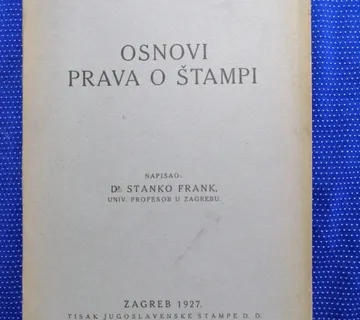 OSNOVI
PRAVA O ŠTAMPI
NAPISAO:
DR. STANKO FRANK,
UNIV. PROFESOR U ZAGREBU.
ZAGREB 1927.
TISAK JUGOSLAVENSKE ŠTAMPE D. D.